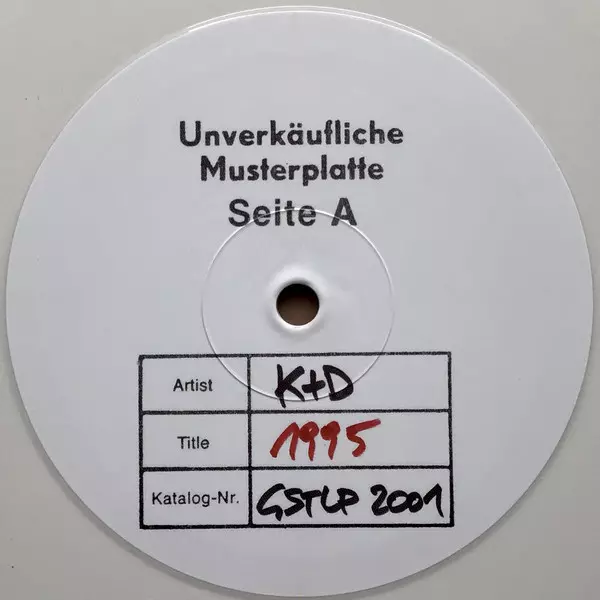 Unverkäufliche
Musterplatte
Seite A
Artist K+D
Title 1995
Katalog-Nr. GSTLP 2001